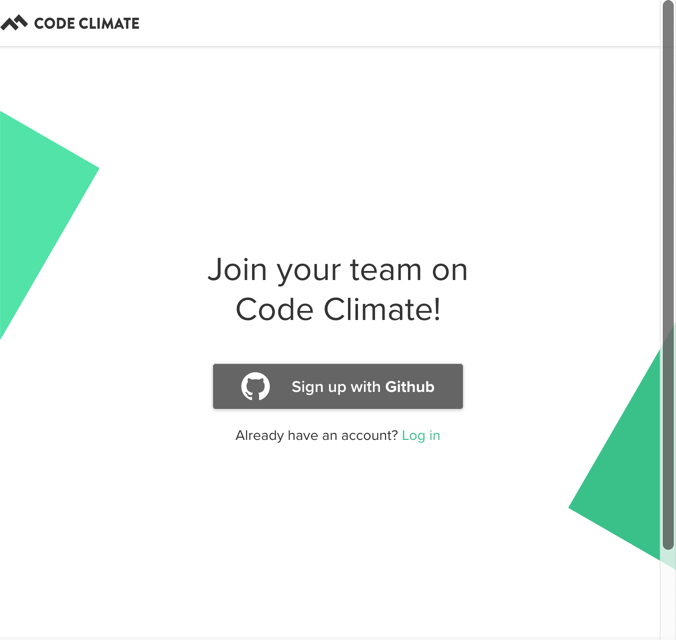 CODE CLIMATE
Join your team on
Code Climate!
Sign up with Github
Already have an account? Log in